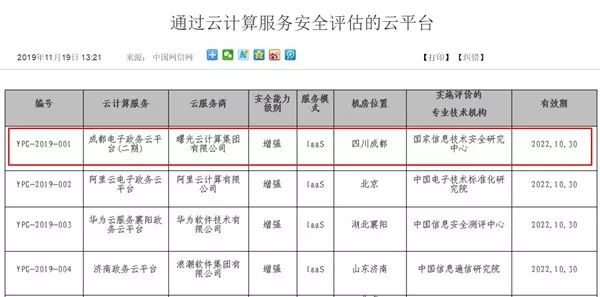 通过云计算服务安全评估的云平台
2019年11月19日 13:21 来源： 中国网信网 【打印】【纠错】
编号 云计算服务 云服务商 安全能力级别 服务模式 机房位置 实施评价的专业技术机构 有效期
YPG-2019-001 成都电子政务云平台(二期) 曙光云计算集团有限公司 增强 IaaS 四川成都 国家信息技术安全研究中心 2022.10.30
YPG-2019-002 阿里云电子政务云平台 阿里云计算有限公司 增强 IaaS 北京 中国电子技术标准化研究院 2022.10.30
YPG-2019-003 华为云服务襄阳政务云平台 华为软件技术有限公司 增强 IaaS 湖北襄阳 中国信息安全测评中心 2022.10.30
YPG-2019-004 济南政务云平台 浪潮软件集团有限公司 增强 IaaS 山东济南 中国信息通信研究院 2022.10.30